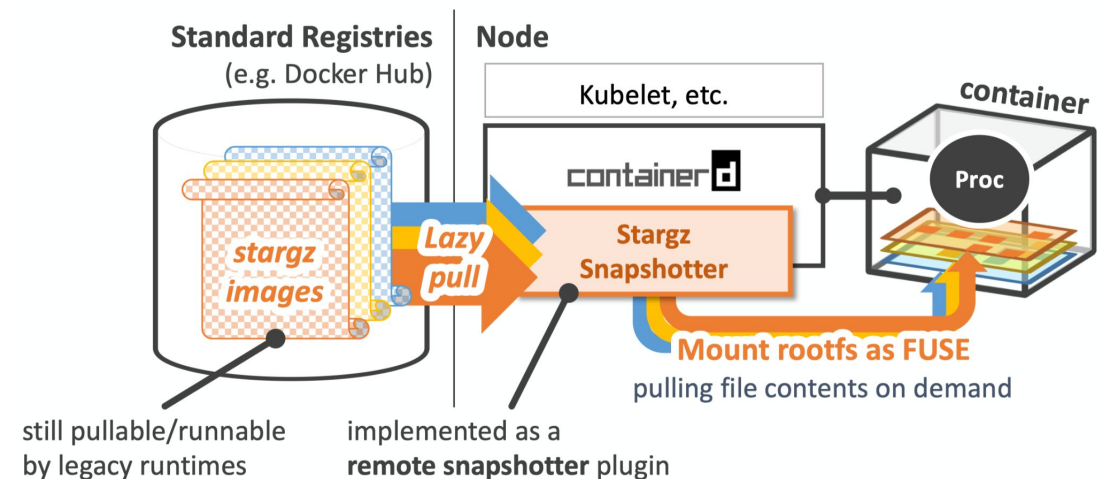 Standard Registries
(e.g. Docker Hub)
Node
Kubelet, etc.
containerd
container
Proc
stargz
images
Lazy
pull
Stargz
Snapshotter
Mount rootfs as FUSE
pulling file contents on demand
still pullable/runnable
by legacy runtimes
implemented as a
remote snapshotter plugin